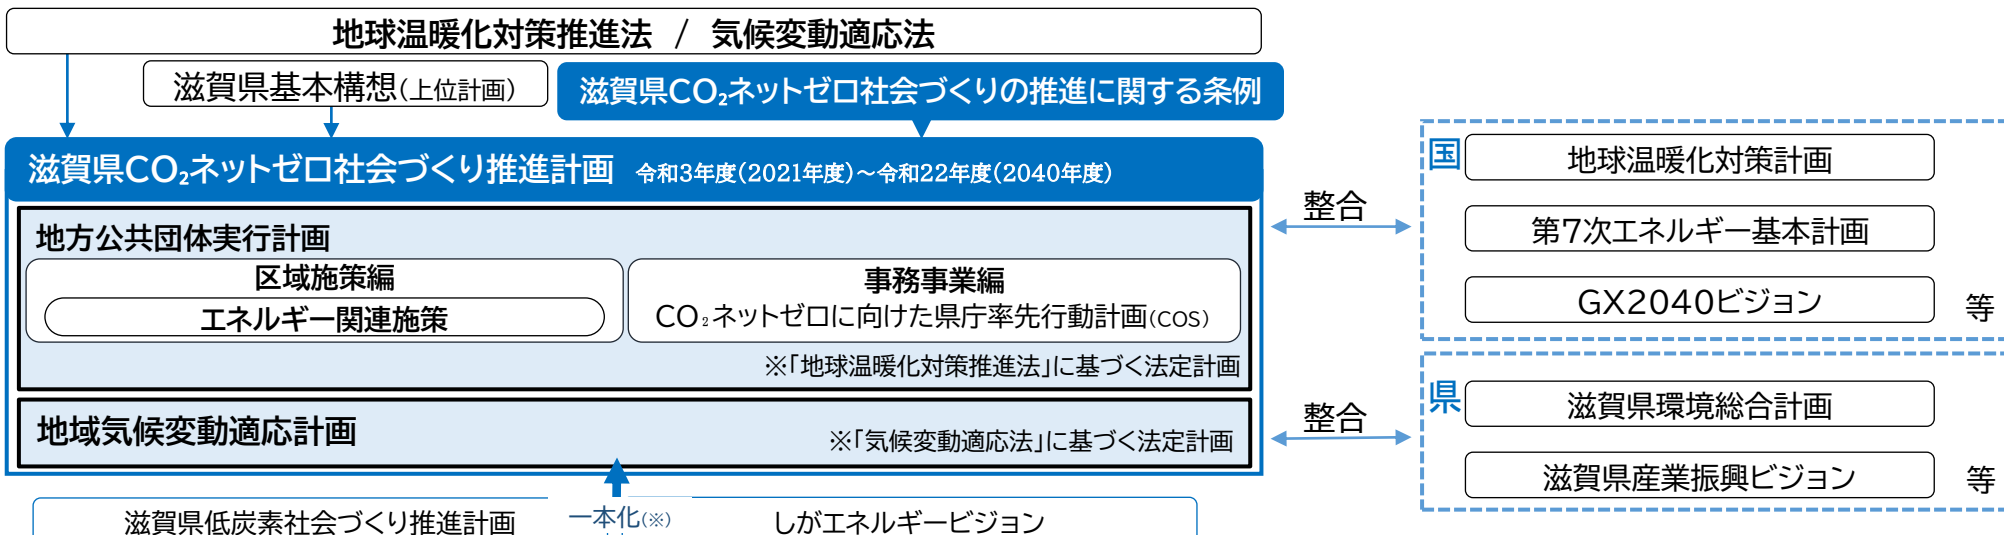 地球温暖化対策推進法 / 気候変動適応法
滋賀県基本構想(上位計画)
滋賀県CO₂ネットゼロ社会づくりの推進に関する条例
滋賀県CO₂ネットゼロ社会づくり推進計画 令和3年度(2021年度)~令和22年度(2040年度)
地方公共団体実行計画
区域施策編
エネルギー関連施策
事務事業編
CO₂ネットゼロに向けた県庁率先行動計画(COS)
※「地球温暖化対策推進法」に基づく法定計画
地域気候変動適応計画
※「気候変動適応法」に基づく法定計画
整合
国
地球温暖化対策計画
第7次エネルギー基本計画
GX2040ビジョン
等
整合
県
滋賀県環境総合計画
滋賀県産業振興ビジョン
等
滋賀県低炭素社会づくり推進計画
一本化(※)
しがエネルギービジョン